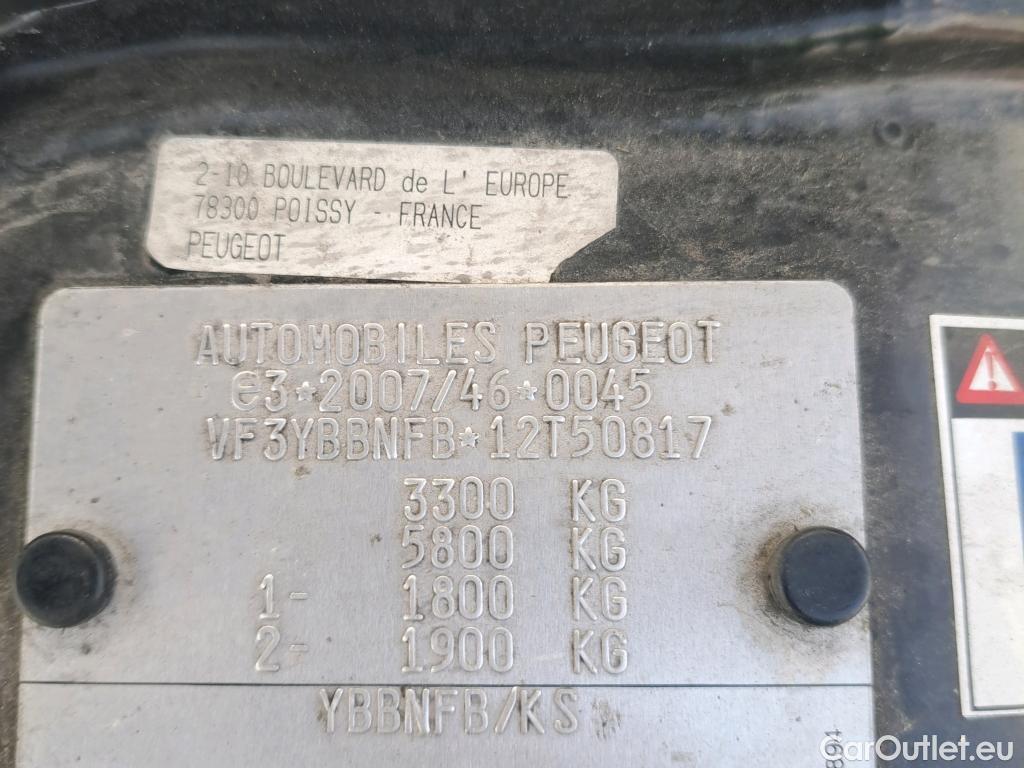 2-10 BOULEVARD de L' EUROPE
78300 POISSY - FRANCE
PEUGEOT
AUTOMOBILES PEUGEOT
e3*2007/46*0045
VF3YBBNFB*12T50817
3300 KG
5800 KG
1- 1800 KG
2- 1900 KG
YBBNFB/KS
CarOutlet.eu